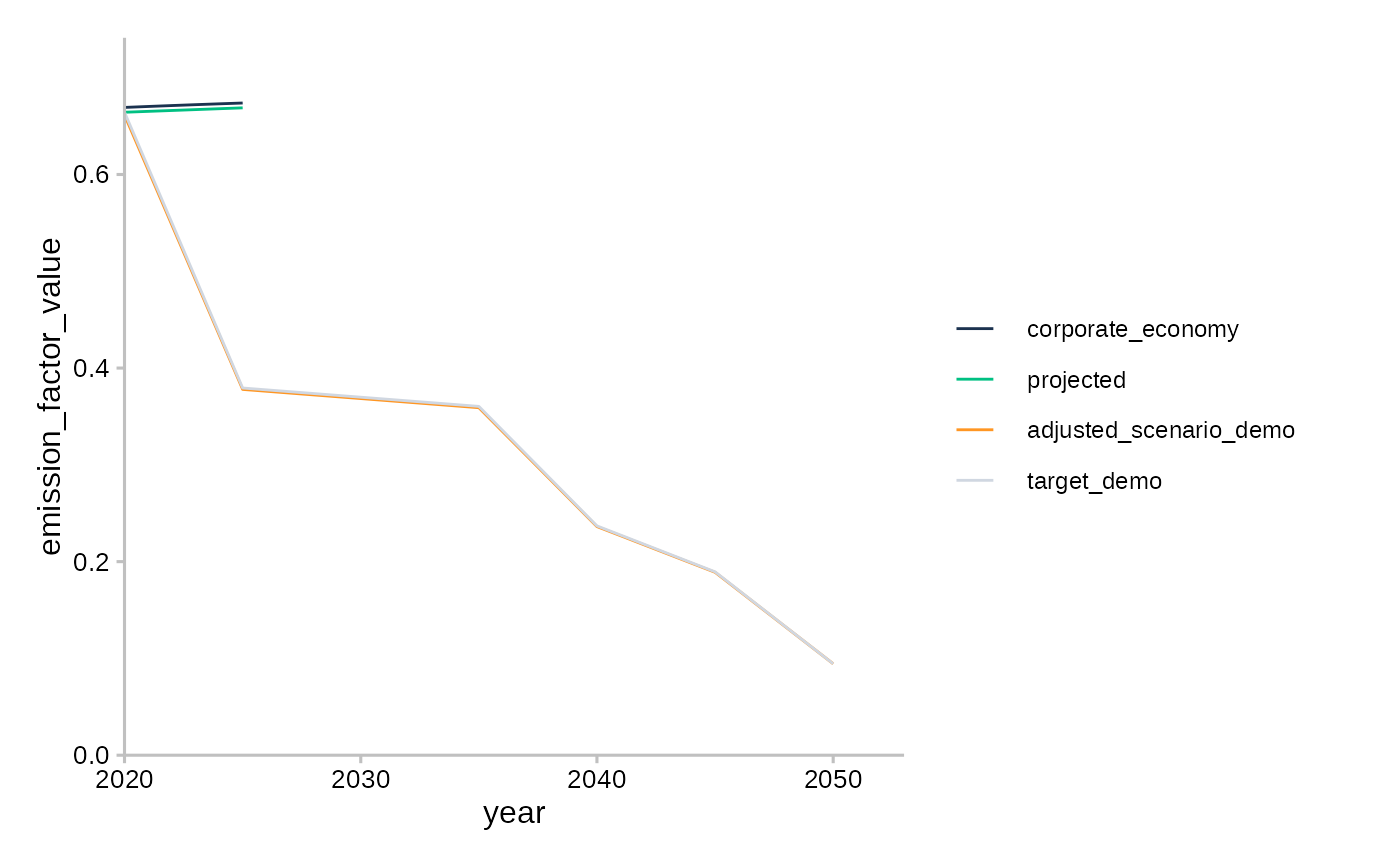 emission_factor_value
0.6
0.4
0.2
0.0
2020
2030
2040
2050
year
corporate_economy
projected
adjusted_scenario_demo
target_demo